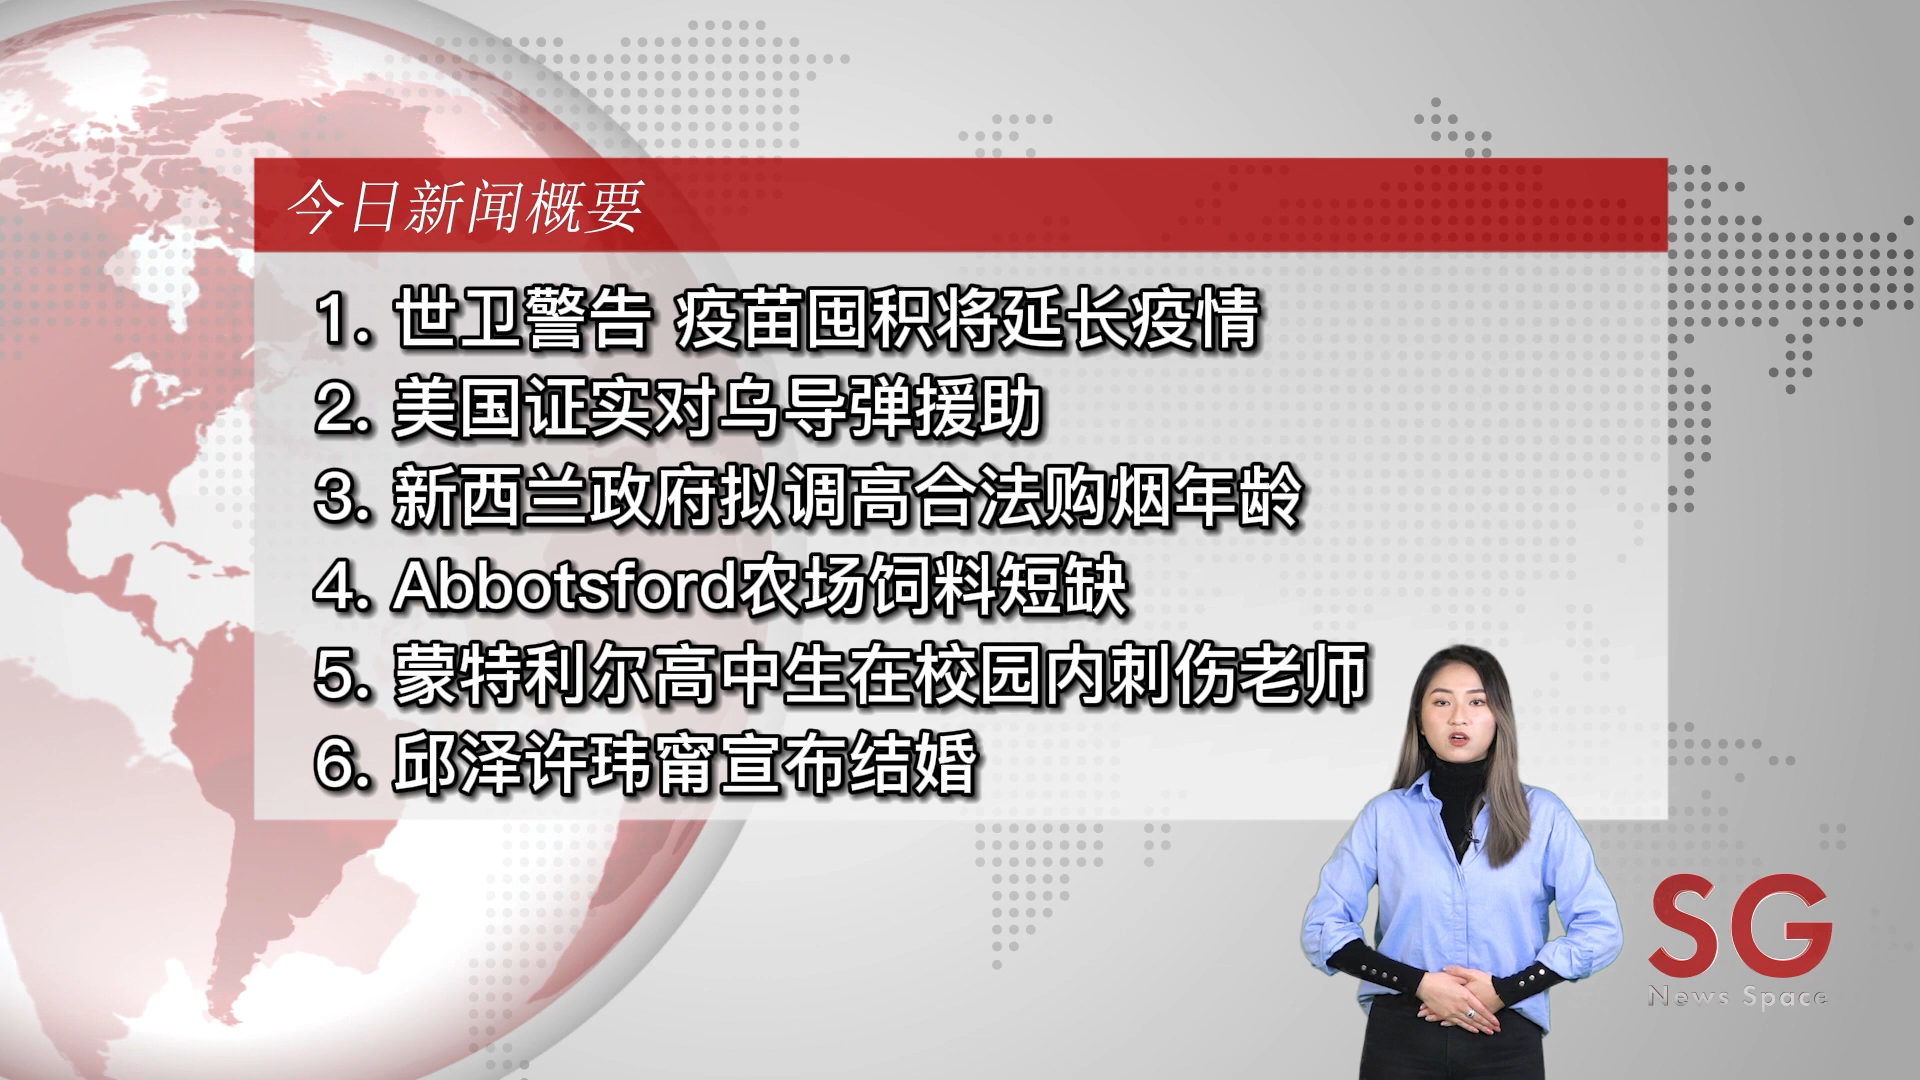 今日新闻概要
1. 世卫警告 疫苗囤积将延长疫情
2. 美国证实对乌导弹援助
3. 新西兰政府拟调高合法购烟年龄
4. Abbotsford农场饲料短缺
5. 蒙特利尔高中生在校园内刺伤老师
6. 邱泽许玮甯宣布结婚
SG
News Space